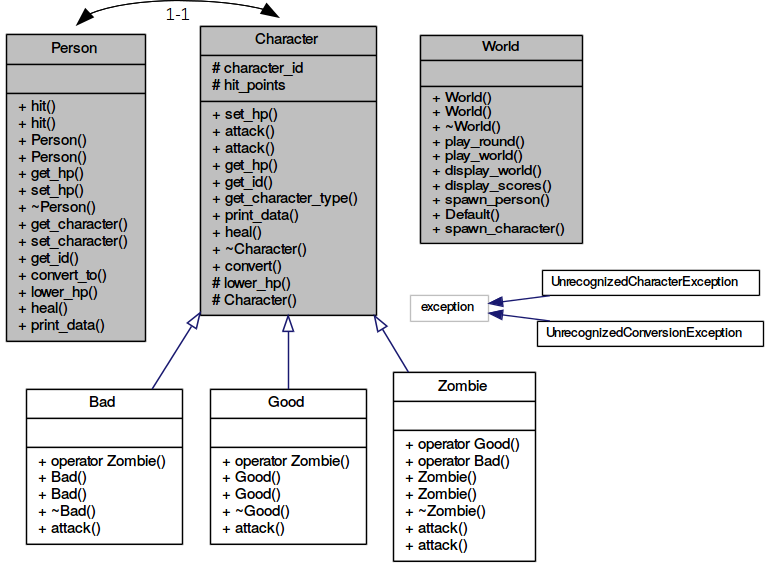 1-1
Person
+ hit()
+ hit()
+ Person()
+ Person()
+ get_hp()
+ set_hp()
+ ~Person()
+ get_character()
+ set_character()
+ get_id()
+ convert_to()
+ lower_hp()
+ heal()
+ print_data()
Character
# character_id
# hit_points
+ set_hp()
+ attack()
+ attack()
+ get_hp()
+ get_id()
+ get_character_type()
+ print_data()
+ heal()
+ ~Character()
+ convert()
# lower_hp()
# Character()
World
+ World()
+ World()
+ ~World()
+ play_round()
+ play_world()
+ display_world()
+ display_scores()
+ spawn_person()
+ Default()
+ spawn_character()
exception
UnrecognizedCharacterException
UnrecognizedConversionException
Bad
+ operator Zombie()
+ Bad()
+ Bad()
+ ~Bad()
+ attack()
Good
+ operator Zombie()
+ Good()
+ Good()
+ ~Good()
+ attack()
Zombie
+ operator Good()
+ operator Bad()
+ Zombie()
+ Zombie()
+ ~Zombie()
+ attack()
+ attack()